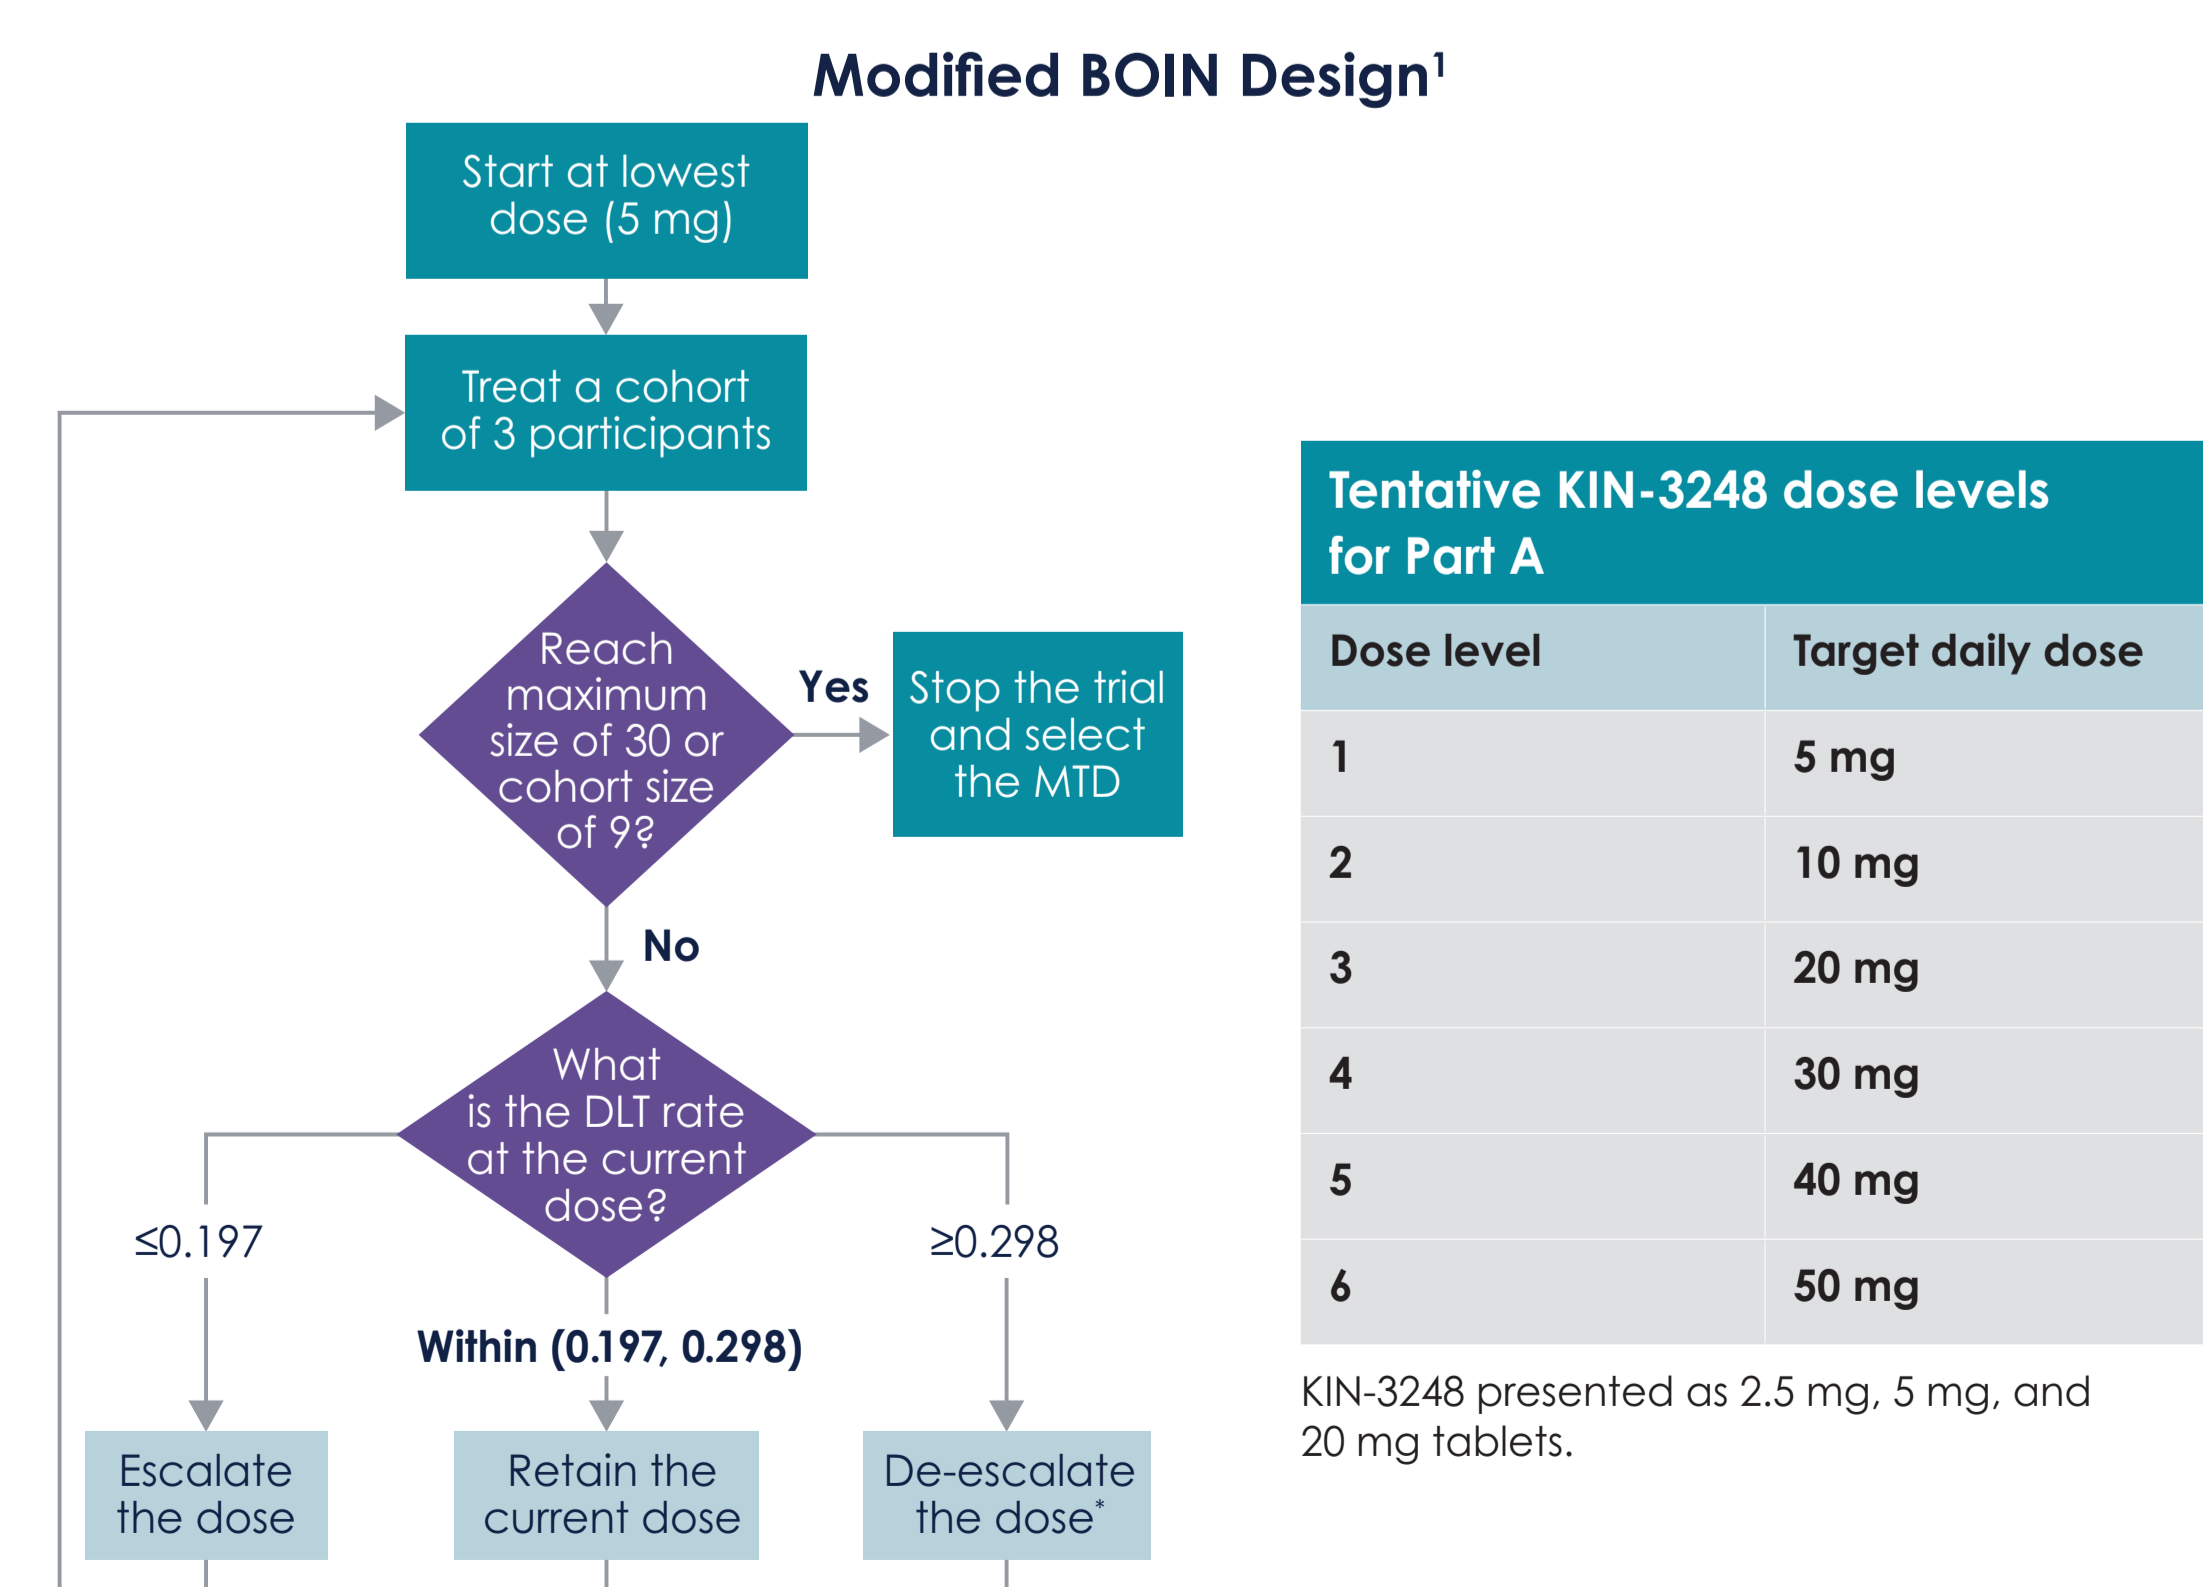 Modified BOIN Design¹
Start at lowest
dose (5 mg)
Treat a cohort
of 3 participants
Reach
maximum
size of 30 or
cohort size
of 9?
Yes
Stop the trial
and select
the MTD
No
What
is the DLT rate
at the current
dose?
≤0.197
Within (0.197, 0.298)
≥0.298
Escalate
the dose
Retain the
current dose
De-escalate
the dose*
Tentative KIN-3248 dose levels
for Part A
Dose level Target daily dose
1 5 mg
2 10 mg
3 20 mg
4 30 mg
5 40 mg
6 50 mg
KIN-3248 presented as 2.5 mg, 5 mg, and
20 mg tablets.